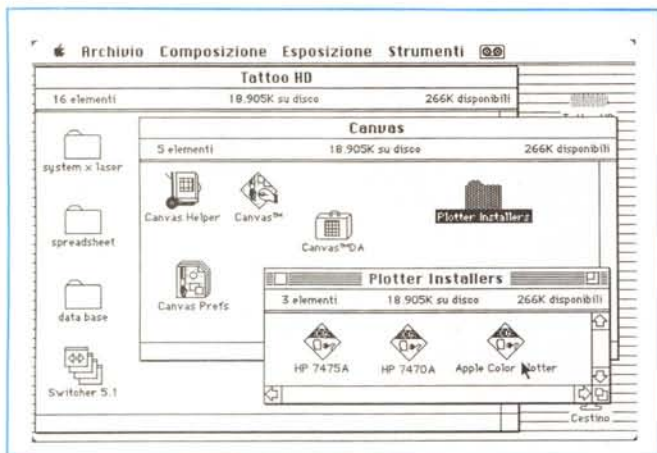 Archivio Composizione Esposizione Strumenti
Tattoo HD
16 elementi 18.905K su disco 266K disponibili
Canvas
5 elementi 18.905K su disco 266K disponibili
system x laser
spreadsheet
data base
Switcher 5.1
Canvas Helper
Canvas™
Canvas™DA
Plotter Installers
Canvas Prefs
Plotter Installers
3 elementi 18.905K su disco 266K disponibili
HP 7475A
HP 7470A
Apple Color Plotter
Cestino